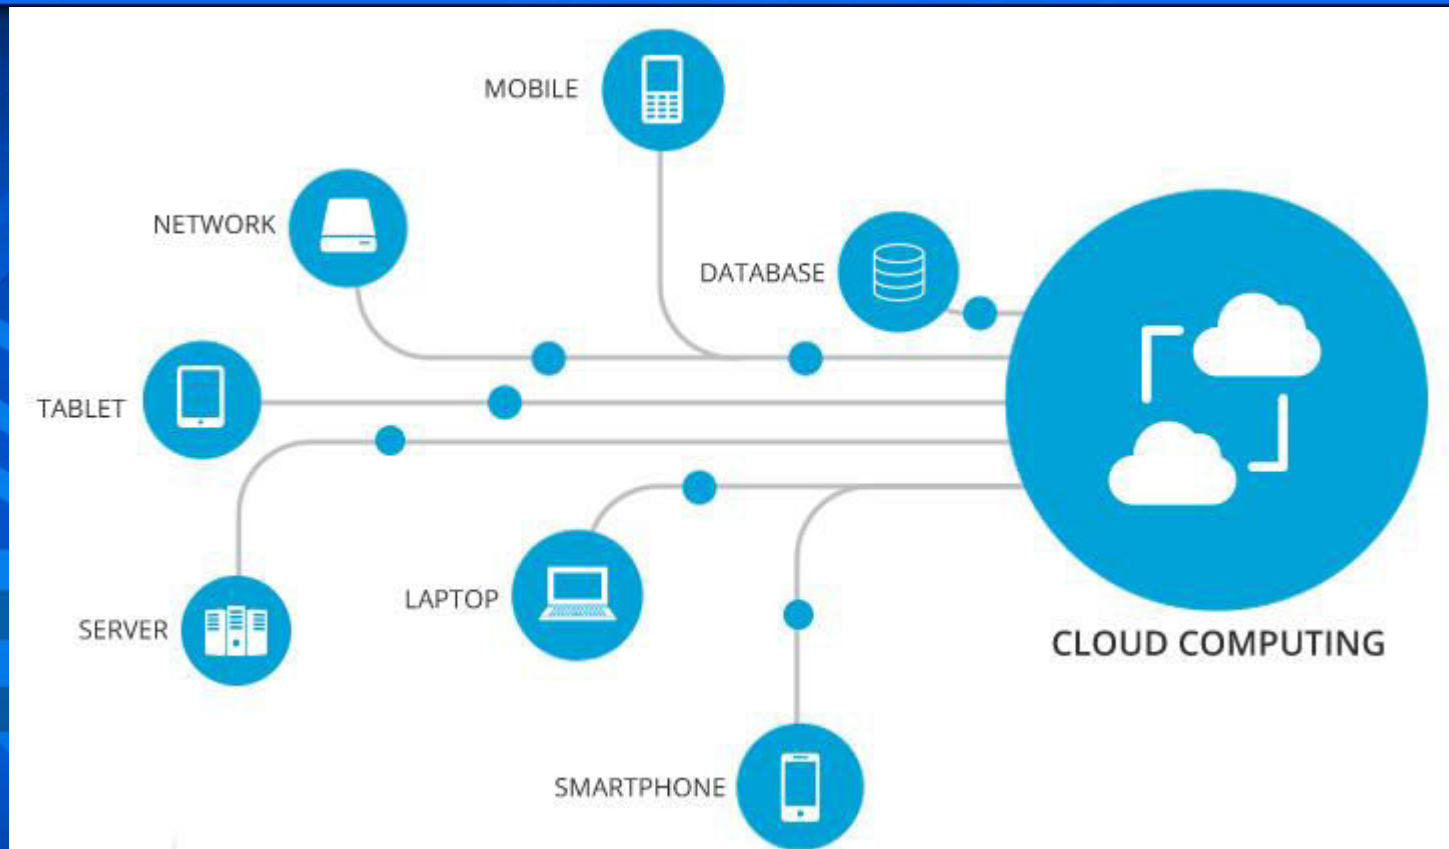 MOBILE
NETWORK
DATABASE
TABLET
LAPTOP
SERVER
CLOUD COMPUTING
SMARTPHONE